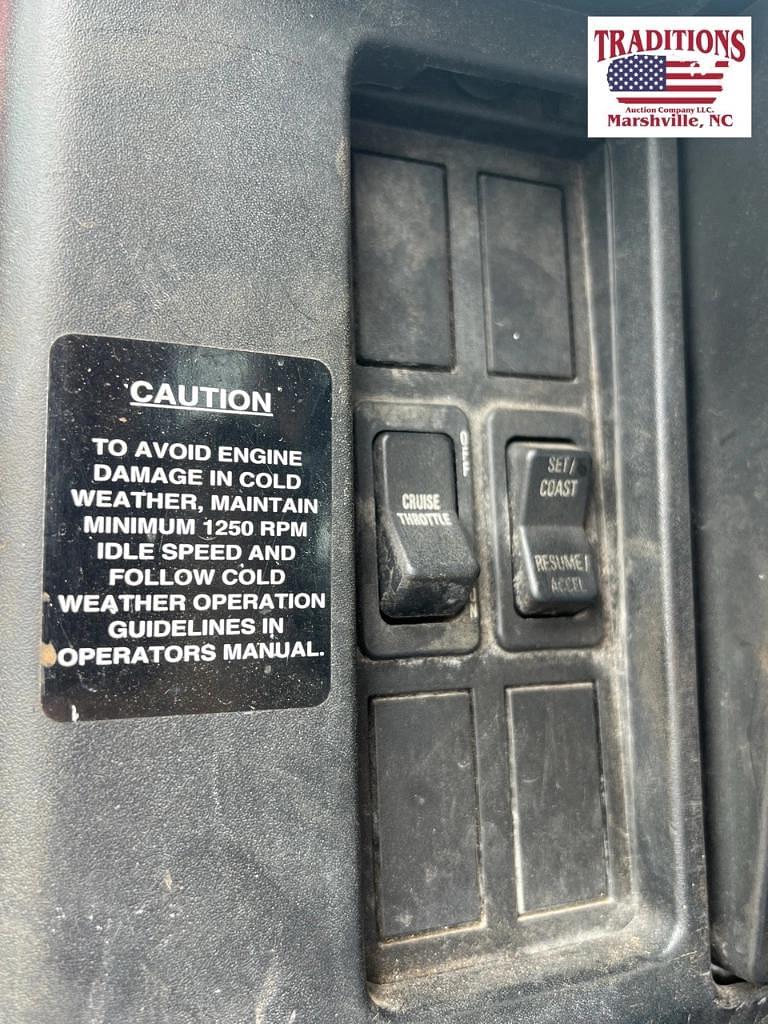 TRADITIONS
Auction Company LLC.
Marshville, NC
CAUTION
TO AVOID ENGINE
DAMAGE IN COLD
WEATHER, MAINTAIN
MINIMUM 1250 RPM
IDLE SPEED AND
FOLLOW COLD
WEATHER OPERATION
GUIDELINES IN
OPERATORS MANUAL.
OFF
CRUISE
THROTTLE
SET/
COAST
RESUME/
ACCEL